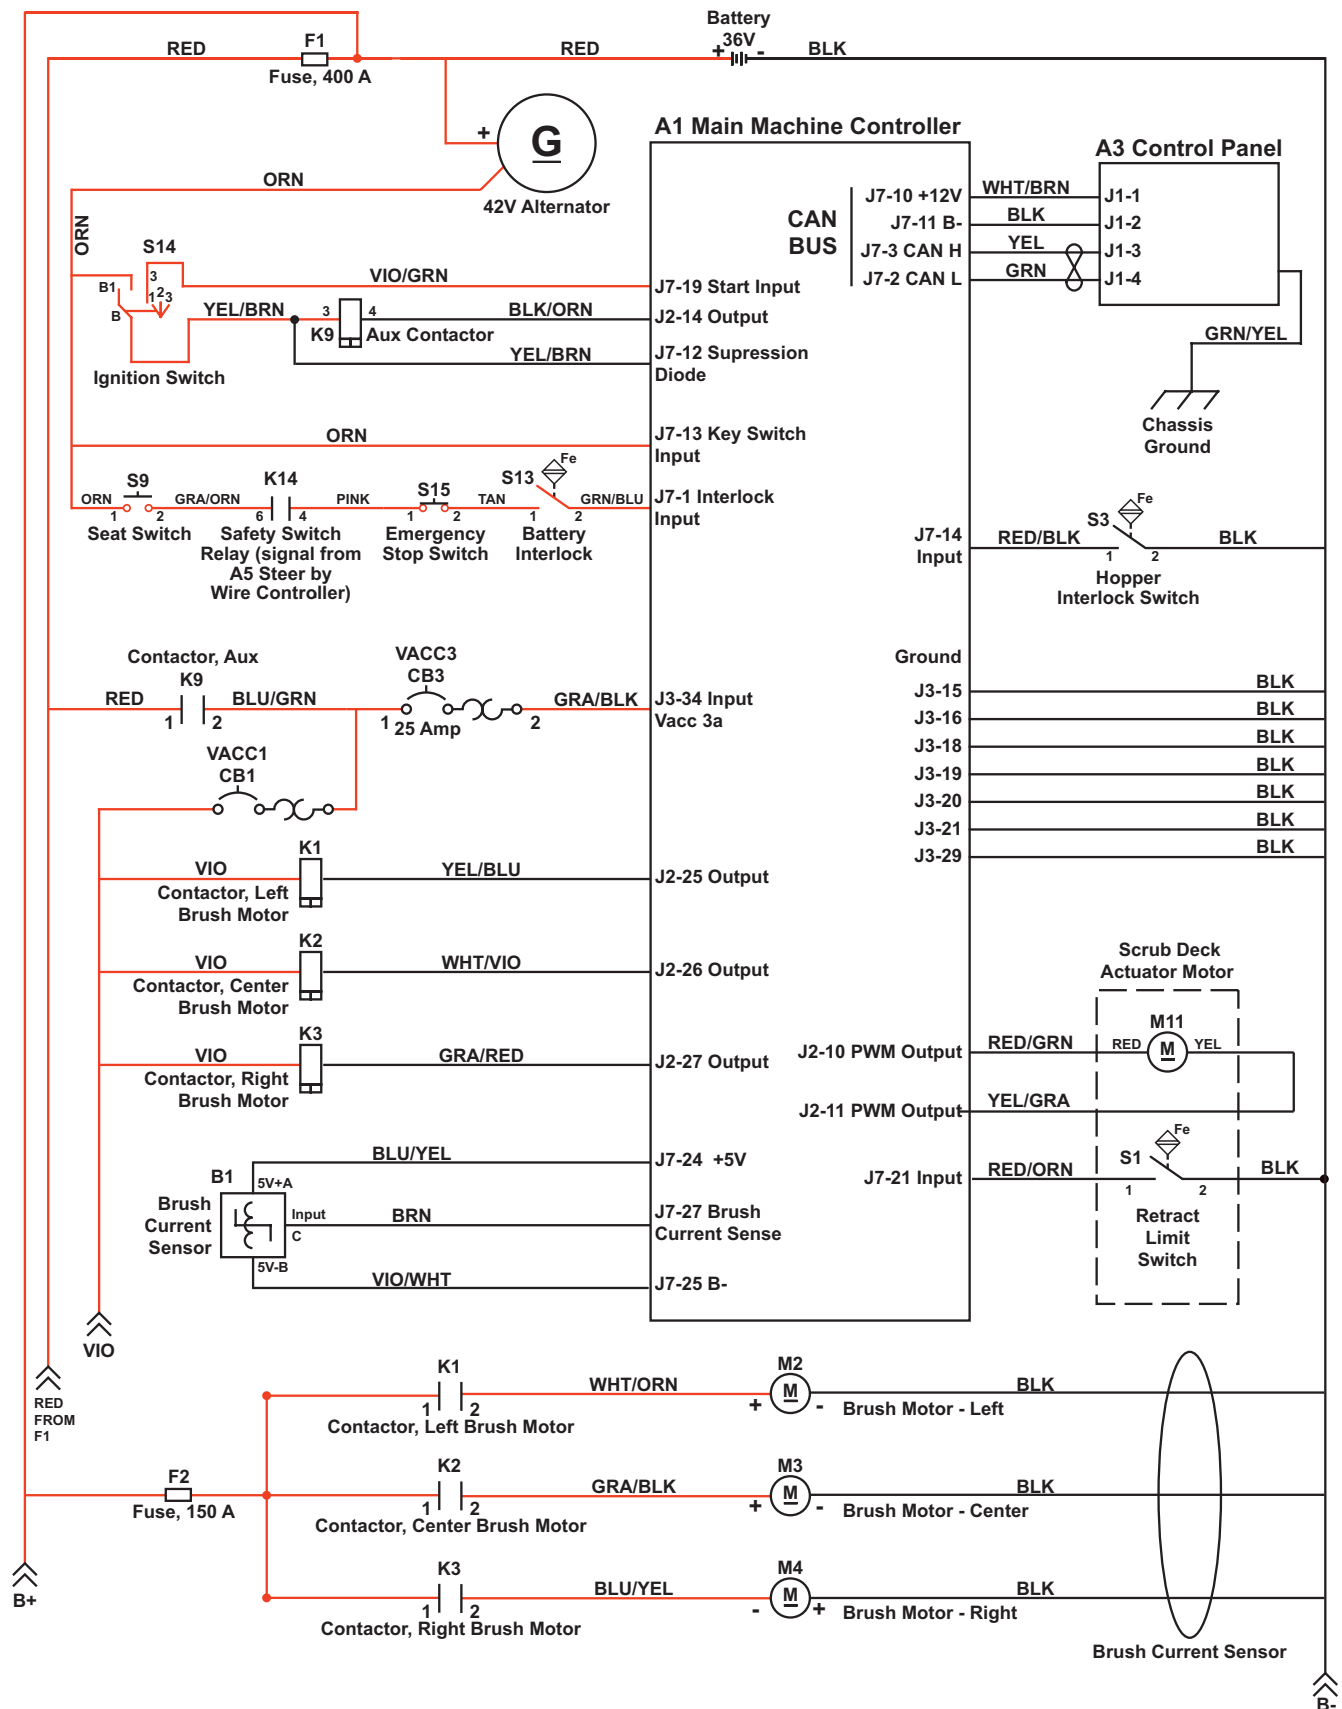 Battery
36V
RED
F1
Fuse, 400 A
RED
+
-
BLK
+
G
42V Alternator
ORN
ORN
A1 Main Machine Controller
A3 Control Panel
CAN
BUS
J7-10 +12V
WHT/BRN
J1-1
J7-11 B-
BLK
J1-2
J7-3 CAN H
YEL
J1-3
J7-2 CAN L
GRN
J1-4
GRN/YEL
Chassis
Ground
S14
3
B1
1 2 3
B
Ignition Switch
VIO/GRN
J7-19 Start Input
YEL/BRN
3
4
K9
Aux Contactor
BLK/ORN
J2-14 Output
YEL/BRN
J7-12 Supression
Diode
ORN
J7-13 Key Switch
Input
ORN
S9
1
2
Seat Switch
GRA/ORN
K14
6
4
Safety Switch
Relay (signal from
A5 Steer by
Wire Controller)
PINK
S15
1
2
Emergency
Stop Switch
TAN
S13
Fe
1
2
Battery
Interlock
GRN/BLU
J7-1 Interlock
Input
J7-14
Input
RED/BLK
S3
Fe
1
2
BLK
Hopper
Interlock Switch
Contactor, Aux
K9
RED
1
2
BLU/GRN
VACC3
CB3
1
25 Amp
2
GRA/BLK
J3-34 Input
Vacc 3a
VACC1
CB1
Ground
J3-15
BLK
J3-16
BLK
J3-18
BLK
J3-19
BLK
J3-20
BLK
J3-21
BLK
J3-29
BLK
K1
VIO
Contactor, Left
Brush Motor
YEL/BLU
J2-25 Output
K2
VIO
Contactor, Center
Brush Motor
WHT/VIO
J2-26 Output
K3
VIO
Contactor, Right
Brush Motor
GRA/RED
J2-27 Output
Scrub Deck
Actuator Motor
J2-10 PWM Output
RED/GRN
RED
M11
M
YEL
J2-11 PWM Output
YEL/GRA
J7-21 Input
RED/ORN
S1
Fe
1
2
BLK
Retract
Limit
Switch
B1
Brush
Current
Sensor
5V+A
BLU/YEL
J7-24 +5V
Input
C
BRN
J7-27 Brush
Current Sense
5V-B
VIO/WHT
J7-25 B-
VIO
RED
FROM
F1
K1
1
2
Contactor, Left Brush Motor
WHT/ORN
M2
+
M
-
Brush Motor - Left
BLK
F2
Fuse, 150 A
K2
1
2
Contactor, Center Brush Motor
GRA/BLK
M3
+
M
-
Brush Motor - Center
BLK
K3
1
2
Contactor, Right Brush Motor
BLU/YEL
M4
-
M
+
Brush Motor - Right
BLK
Brush Current Sensor
B+
B-